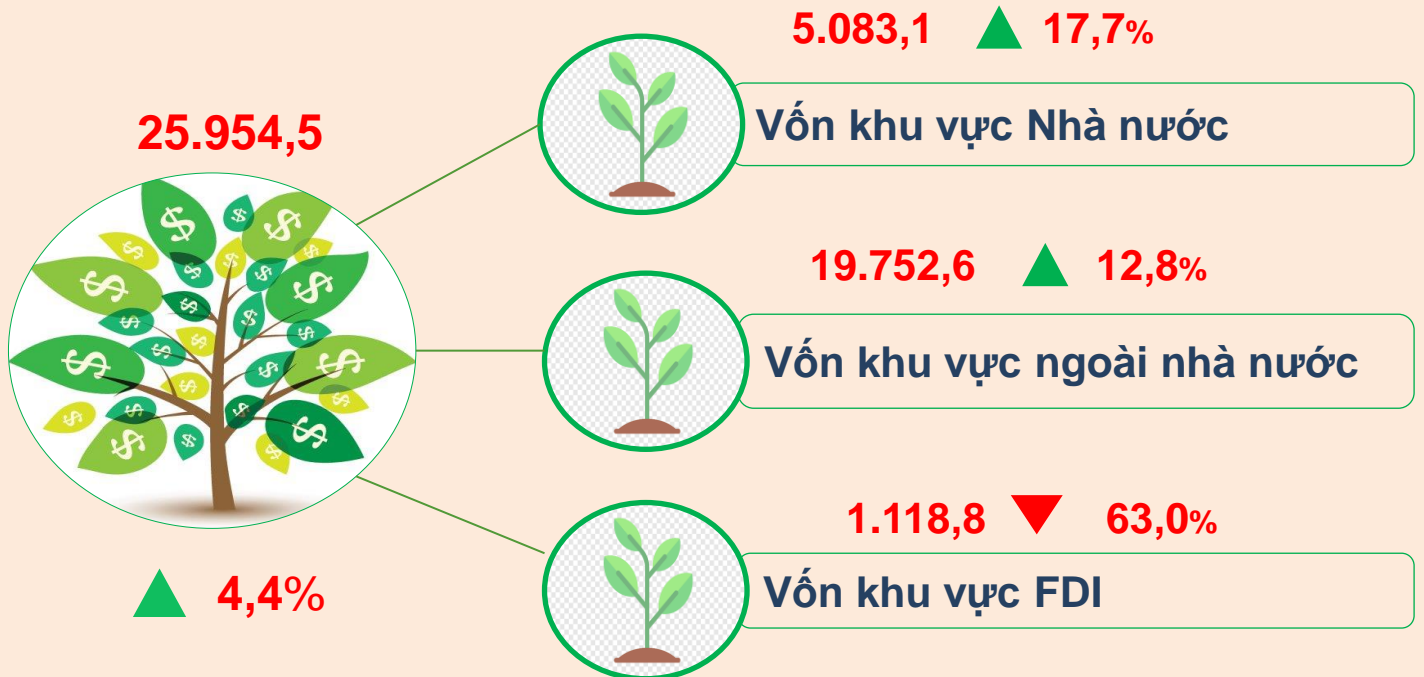 25.954,5
▲ 4,4%
5.083,1 ▲ 17,7%
Vốn khu vực Nhà nước
19.752,6 ▲ 12,8%
Vốn khu vực ngoài nhà nước
1.118,8 ▼ 63,0%
Vốn khu vực FDI